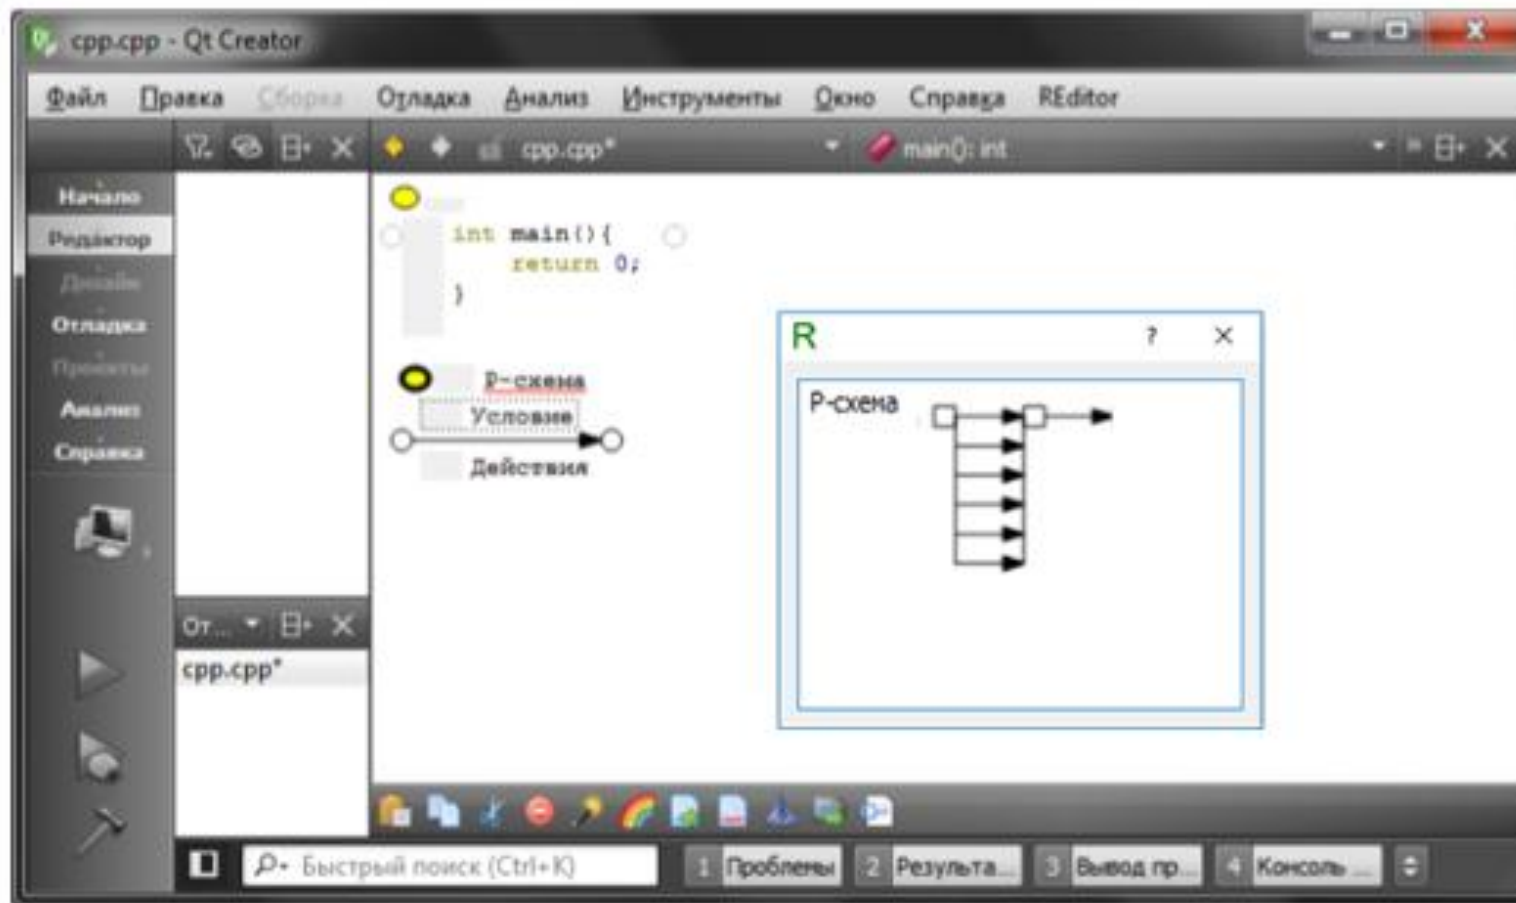 cpp.cpp - Qt Creator
Файл Правка Сборка Отладка Анализ Инструменты Окно Справка REditor
cpp.cpp* main(): int
Начало
Редактор
Дизайн
Отладка
Проекты
Анализ
Справка
int main(){
return 0;
}
Р-схема
Условие
Действия
R ?
Р-схема
От...
cpp.cpp*
Быстрый поиск (Ctrl+K) 1 Проблемы 2 Результа... 3 Вывод пр... 4 Консоль ...